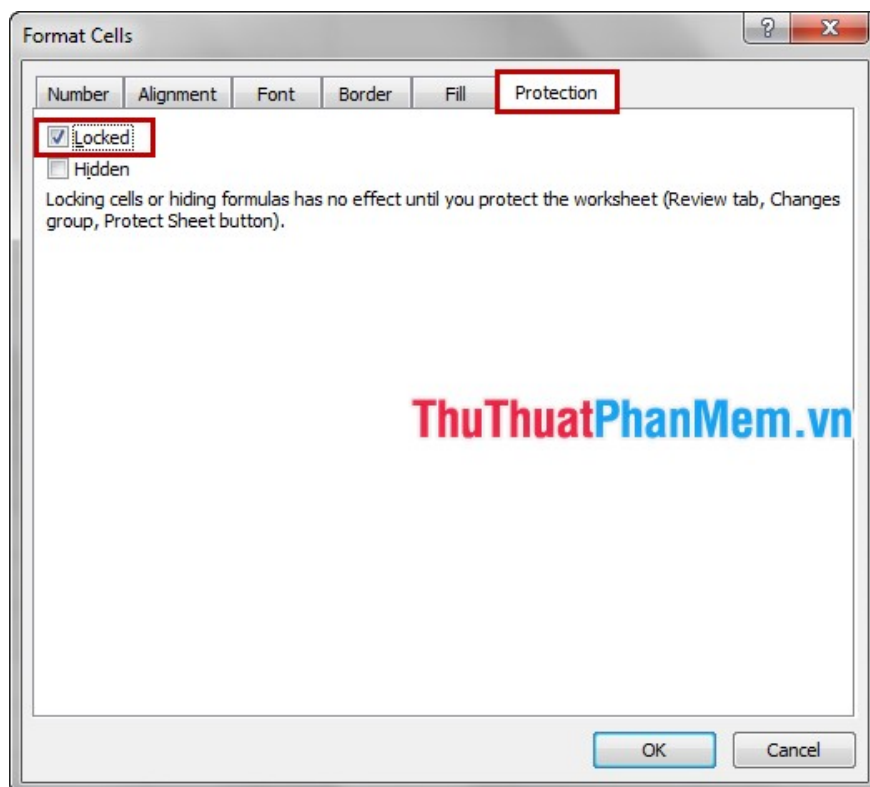 Format Cells
Number Alignment Font Border Fill Protection
Locked
Hidden
Locking cells or hiding formulas has no effect until you protect the worksheet (Review tab, Changes
group, Protect Sheet button).
ThuThuatPhanMem.vn
OK Cancel